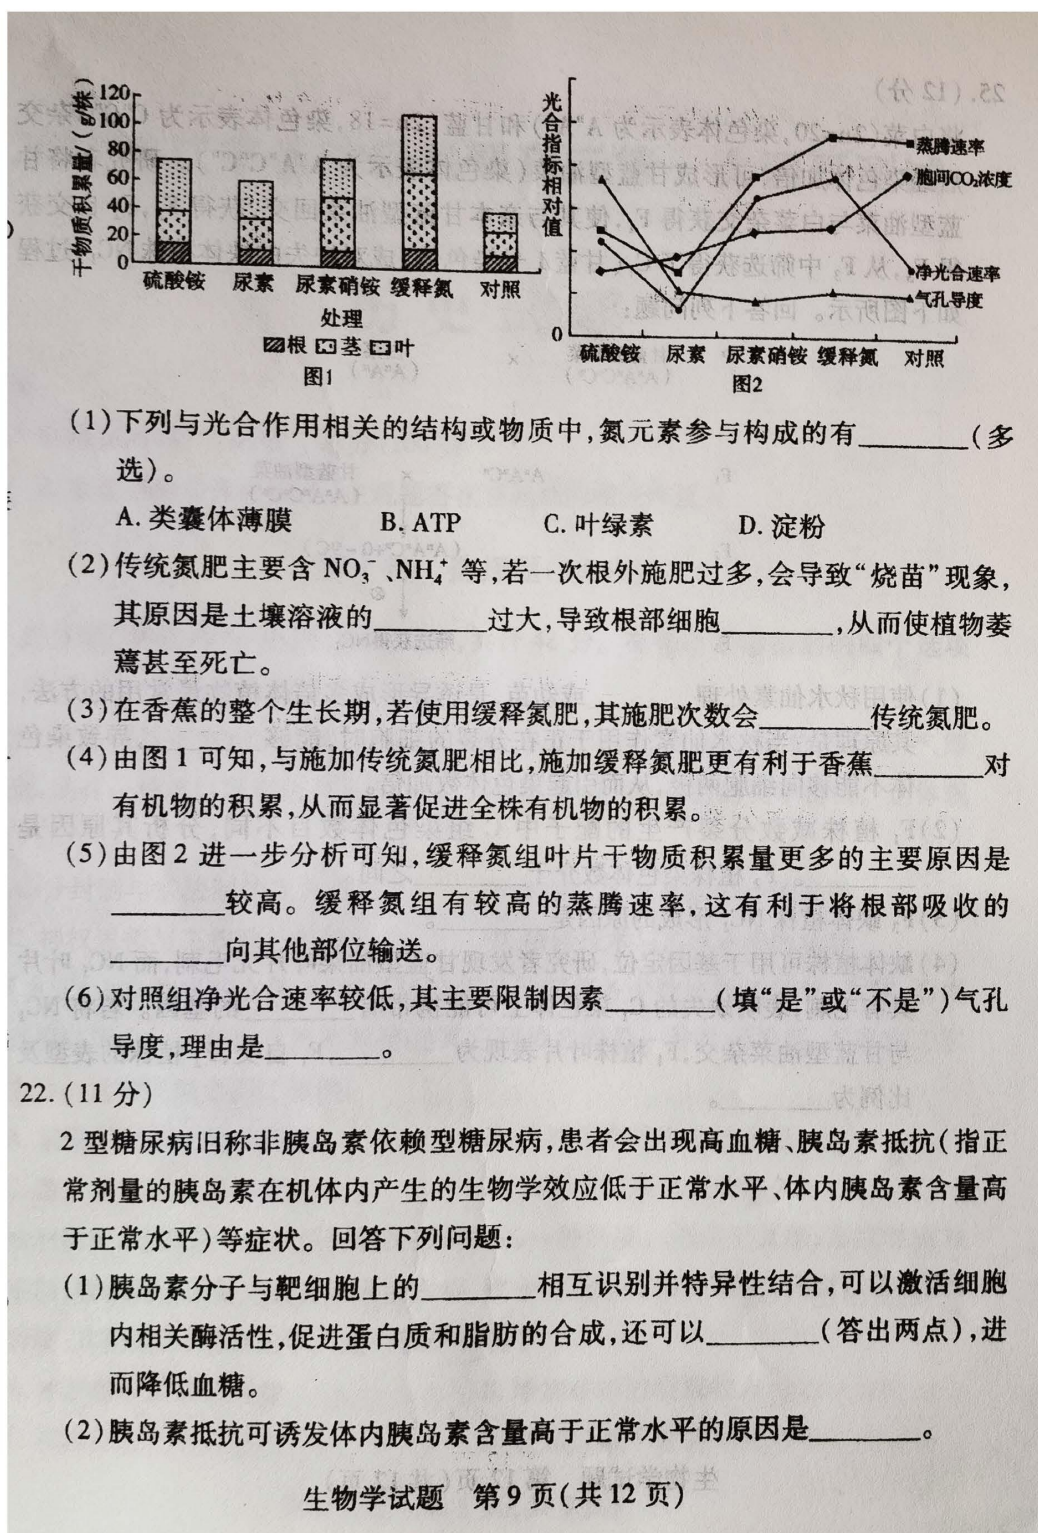 干物质积累量/(g/株)
120
100
80
60
40
20
0
硫酸铵 尿素 尿素硝铵 缓释氮 对照
处理
根 茎 叶
图1
光合指标相对值
0
蒸腾速率
胞间CO₂浓度
净光合速率
气孔导度
硫酸铵 尿素 尿素硝铵 缓释氮 对照
图2
(1)下列与光合作用相关的结构或物质中,氮元素参与构成的有________(多
选)。
A. 类囊体薄膜 B. ATP C. 叶绿素 D. 淀粉
(2)传统氮肥主要含 NO₃⁻、NH₄⁺ 等,若一次根外施肥过多,会导致“烧苗”现象,
其原因是土壤溶液的________过大,导致根部细胞________,从而使植物萎
蔫甚至死亡。
(3)在香蕉的整个生长期,若使用缓释氮肥,其施肥次数会________传统氮肥。
(4)由图 1 可知,与施加传统氮肥相比,施加缓释氮肥更有利于香蕉________对
有机物的积累,从而显著促进全株有机物的积累。
(5)由图 2 进一步分析可知,缓释氮组叶片干物质积累量更多的主要原因是
________较高。缓释氮组有较高的蒸腾速率,这有利于将根部吸收的
________向其他部位输送。
(6)对照组净光合速率较低,其主要限制因素________(填“是”或“不是”)气孔
导度,理由是________。
22.(11 分)
2 型糖尿病旧称非胰岛素依赖型糖尿病,患者会出现高血糖、胰岛素抵抗(指正
常剂量的胰岛素在机体内产生的生物学效应低于正常水平、体内胰岛素含量高
于正常水平)等症状。回答下列问题:
(1)胰岛素分子与靶细胞上的________相互识别并特异性结合,可以激活细胞
内相关酶活性,促进蛋白质和脂肪的合成,还可以________(答出两点),进
而降低血糖。
(2)胰岛素抵抗可诱发体内胰岛素含量高于正常水平的原因是________。
生物学试题 第 9 页(共 12 页)